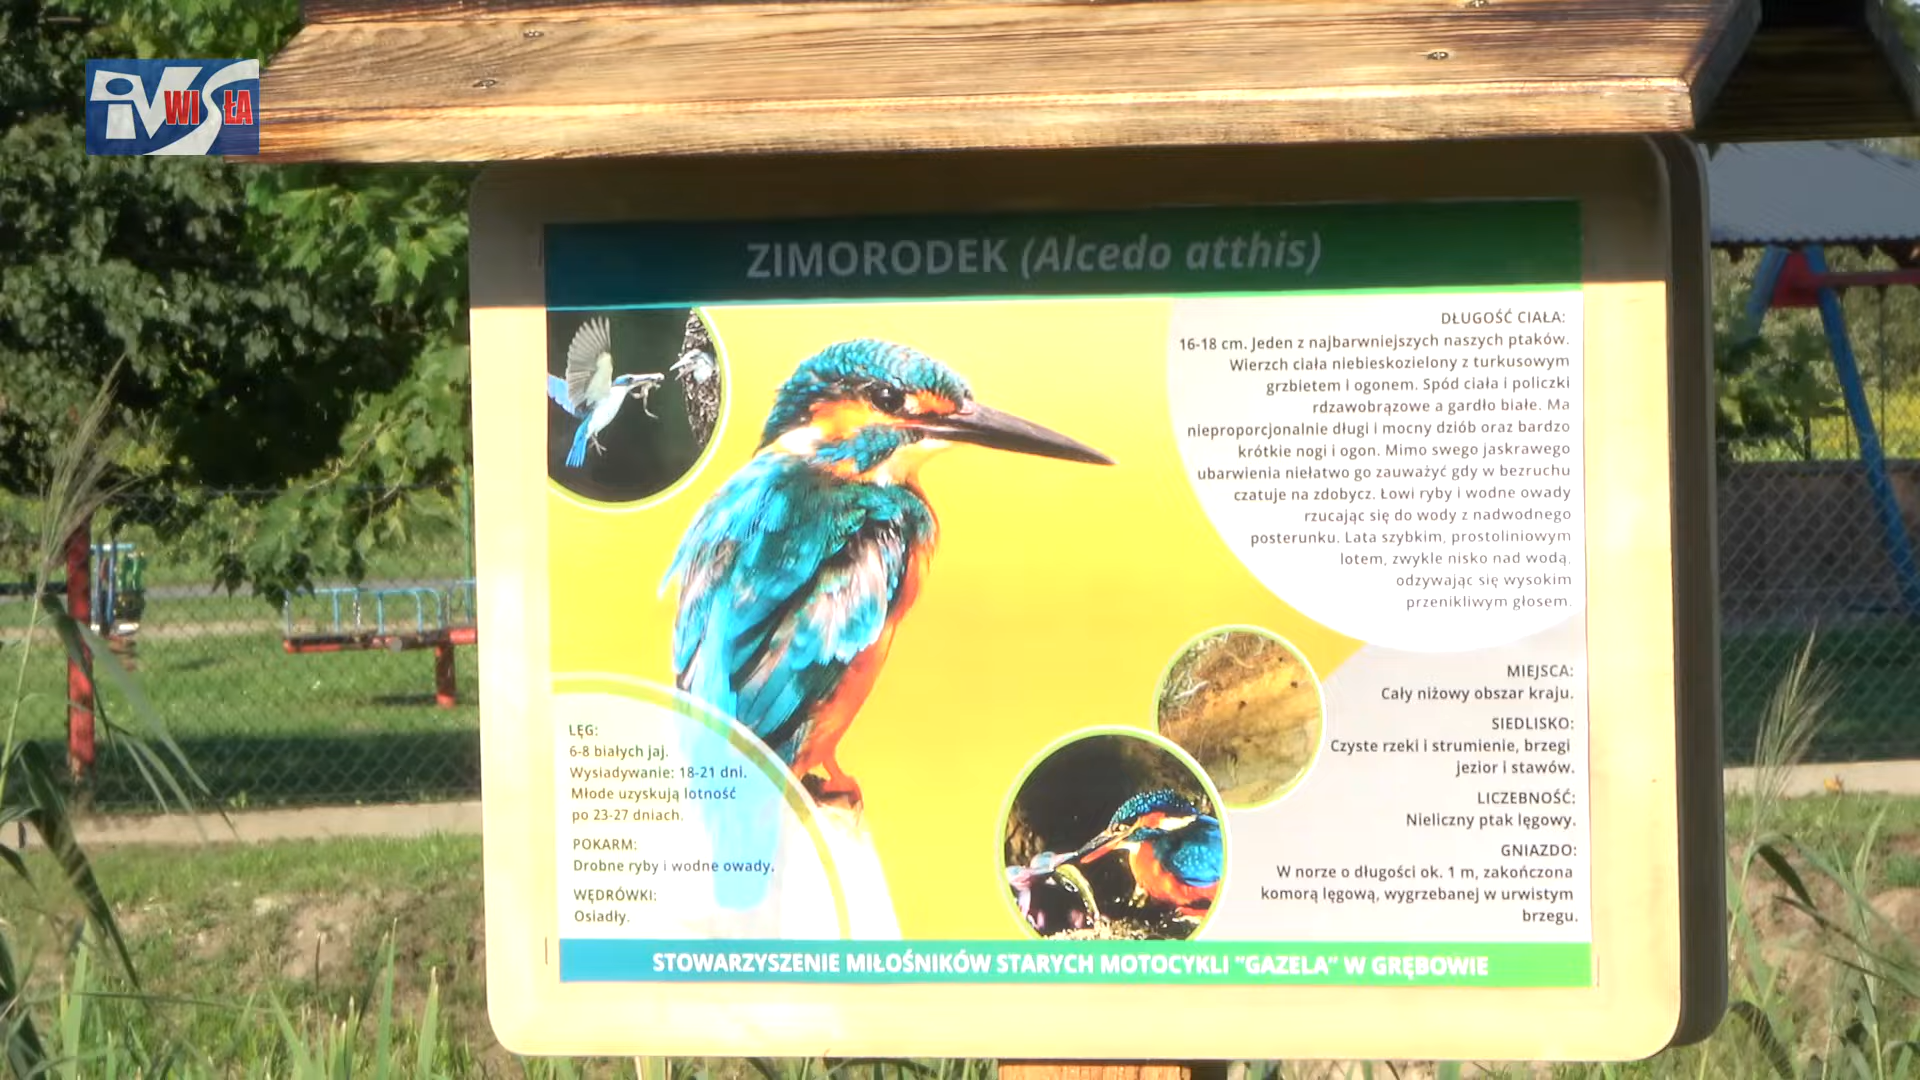 iTV WISŁA
ZIMORODEK (Alcedo atthis)
DŁUGOŚĆ CIAŁA:
16-18 cm. Jeden z najbarwniejszych naszych ptaków.
Wierzch ciała niebieskozielony z turkusowym
grzbietem i ogonem. Spód ciała i policzki
rdzawobrązowe a gardło białe. Ma
nieproporcjonalnie długi i mocny dziób oraz bardzo
krótkie nogi i ogon. Mimo swego jaskrawego
ubarwienia niełatwo go zauważyć gdy w bezruchu
czatuje na zdobycz. Łowi ryby i wodne owady
rzucając się do wody z nadwodnego
posterunku. Lata szybkim, prostoliniowym
lotem, zwykle nisko nad wodą,
odzywając się wysokim
przenikliwym głosem.
MIEJSCA:
Cały niżowy obszar kraju.
SIEDLISKO:
Czyste rzeki i strumienie, brzegi
jezior i stawów.
LICZEBNOŚĆ:
Nieliczny ptak lęgowy.
GNIAZDO:
W norze o długości ok. 1 m, zakończona
komorą lęgową, wygrzebanej w urwistym
brzegu.
LĘG:
6-8 białych jaj.
Wysiadywanie: 18-21 dni.
Młode uzyskują lotność
po 23-27 dniach.
POKARM:
Drobne ryby i wodne owady.
WĘDRÓWKI:
Osiadły.
STOWARZYSZENIE MIŁOŚNIKÓW STARYCH MOTOCYKLI "GAZELA" W GRĘBOWIE